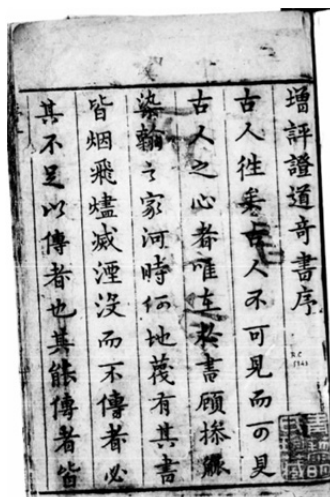 增評證道奇書序
古人徃矣古人不可見而可見
古人之心者唯在於書顧操觚
染翰之家何時何地蔑有其書
皆烟飛燼滅湮沒而不傳者必
其不足以傳者也其能傳者皆